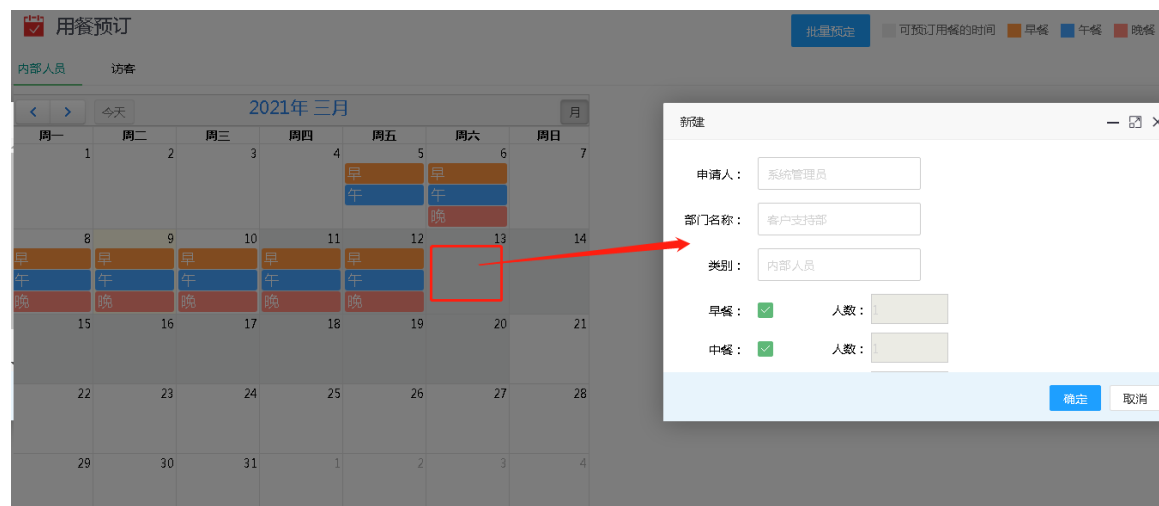 用餐预订
批量预定 可预订用餐的时间 早餐 午餐 晚餐
内部人员 访客
今天 2021年 三月 月
周一 周二 周三 周四 周五 周六 周日
1 2 3 4 5 6 7
早 早
午 午
晚
8 9 10 11 12 13 14
早 早 早 早 早
午 午 午 午 午
晚 晚 晚 晚 晚
15 16 17 18 19 20 21
22 23 24 25 26 27 28
29 30 31 1 2 3 4
新建
申请人： 系统管理员
部门名称： 客户支持部
类别： 内部人员
早餐： 人数： 1
中餐： 人数： 1
确定 取消